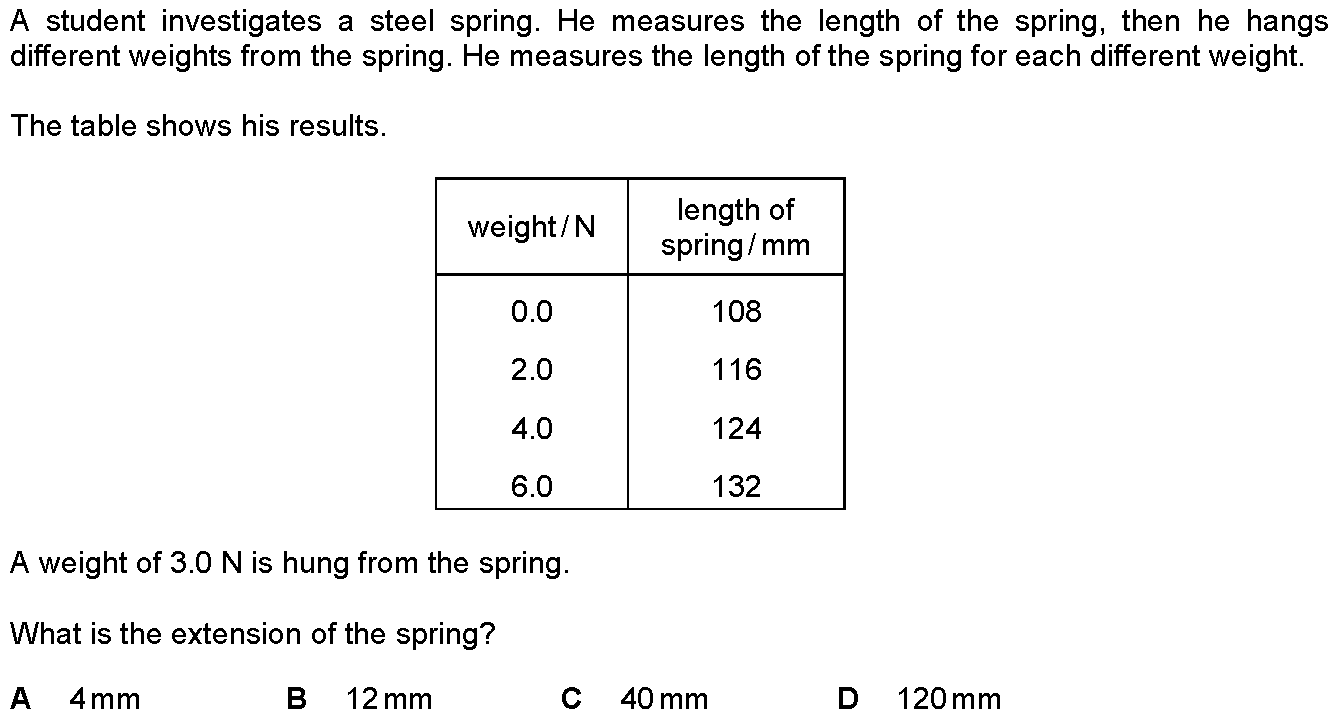 A student investigates a steel spring. He measures the length of the spring, then he hangs
different weights from the spring. He measures the length of the spring for each different weight.
The table shows his results.
weight / N
length of
spring / mm
0.0 108
2.0 116
4.0 124
6.0 132
A weight of 3.0 N is hung from the spring.
What is the extension of the spring?
A 4 mm B 12 mm C 40 mm D 120 mm